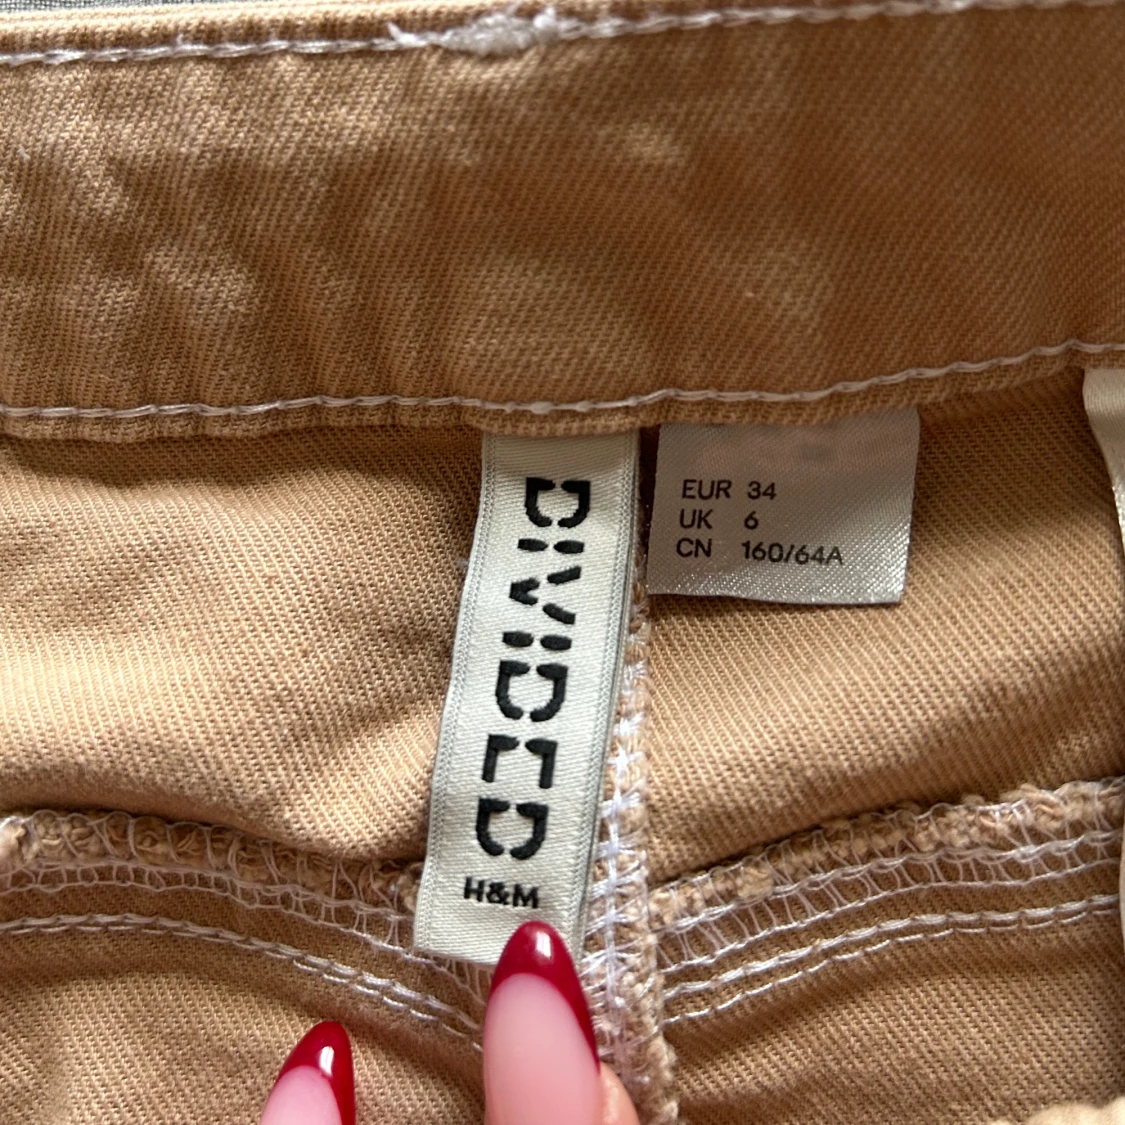 DIVIDED
H&M
EUR 34
UK 6
CN 160/64A